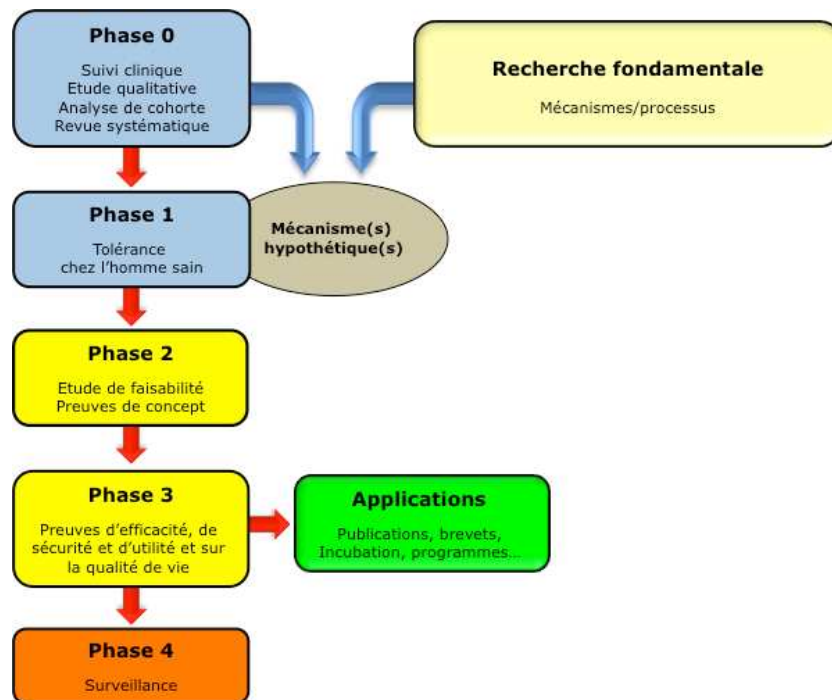 Phase 0
Suivi clinique
Etude qualitative
Analyse de cohorte
Revue systématique
Recherche fondamentale
Mécanismes/processus
Phase 1
Tolérance
chez l’homme sain
Mécanisme(s)
hypothétique(s)
Phase 2
Etude de faisabilité
Preuves de concept
Phase 3
Preuves d’efficacité, de
sécurité et d’utilité et sur
la qualité de vie
Applications
Publications, brevets,
Incubation, programmes...
Phase 4
Surveillance